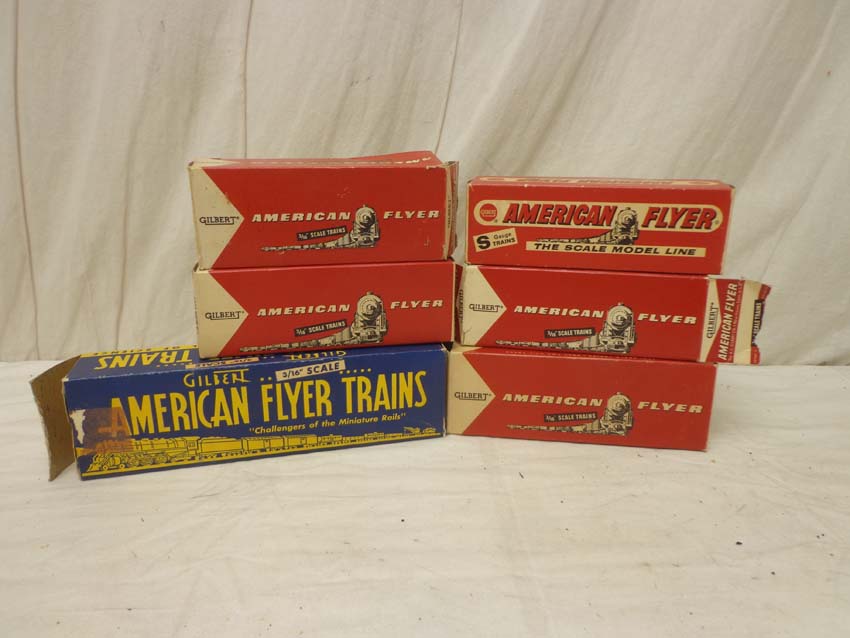 GILBERT®
AMERICAN FLYER
3/16" SCALE TRAINS
GILBERT®
AMERICAN FLYER
3/16" SCALE TRAINS
TRAINS
GILBERT
3/16" SCALE
AMERICAN FLYER TRAINS
"Challengers of the Miniature Rails"
AMERICAN FLYER
S Gauge
TRAINS
THE SCALE MODEL LINE
GILBERT®
AMERICAN FLYER
3/16" SCALE TRAINS
GILBERT®
AMERICAN FLYER
GILBERT®
AMERICAN FLYER
3/16" SCALE TRAINS